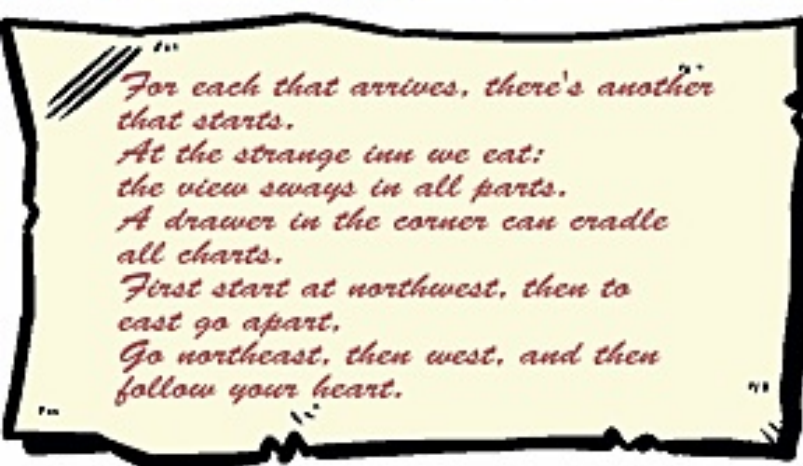 For each that arrives, there's another
that starts.
At the strange inn we eat:
the view sways in all parts.
A drawer in the corner can cradle
all charts.
First start at northwest, then to
east go apart,
Go northeast, then west, and then
follow your heart.